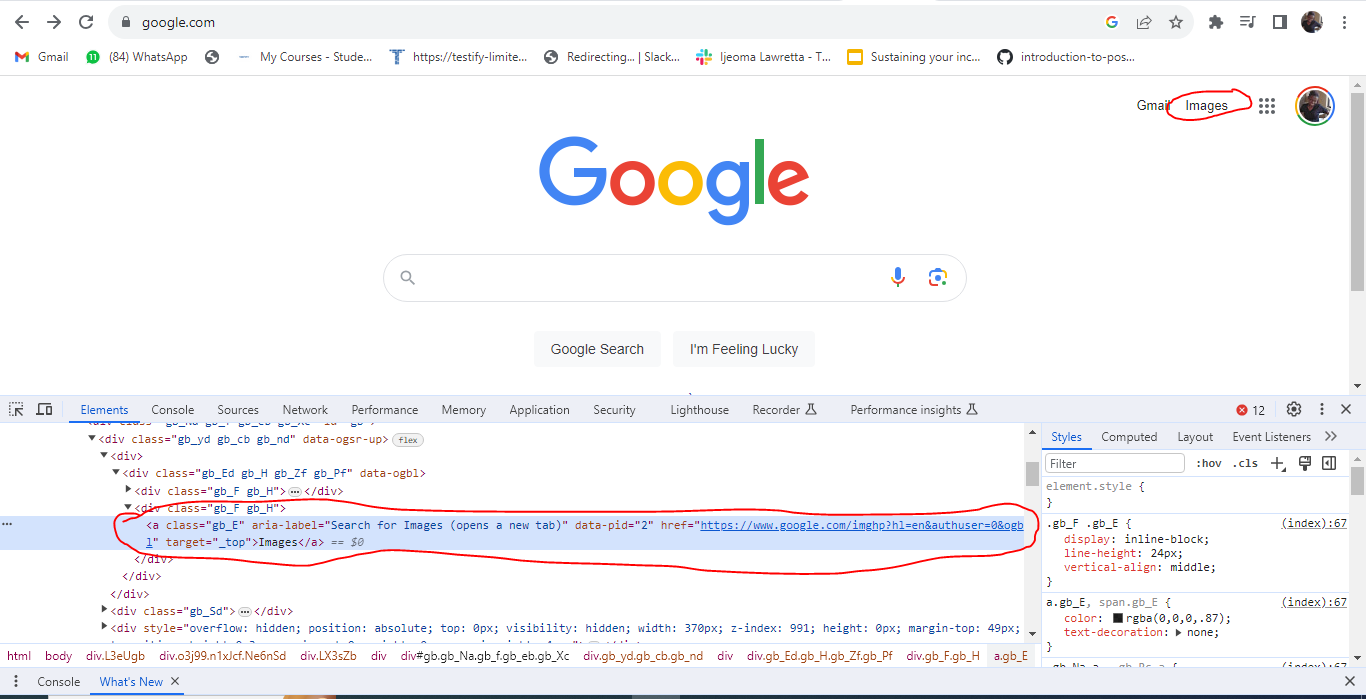 google.com
Gmail (84) WhatsApp My Courses - Stude... https://testify-limite... Redirecting... | Slack... Ijeoma Lawretta - T... Sustaining your inc... introduction-to-pos...
Gmail Images
Google
Google Search I'm Feeling Lucky
Elements Console Sources Network Performance Memory Application Security Lighthouse Recorder Performance insights 12
<div class="gb_yd gb_cb gb_nd" data-ogsr-up> flex
<div>
<div class="gb_Ed gb_H gb_Zf gb_Pf" data-ogbl>
<div class="gb_F gb_H"> … </div>
<div class="gb_F gb_H">
<a class="gb_E" aria-label="Search for Images (opens a new tab)" data-pid="2" href="https://www.google.com/imghp?hl=en&authuser=0&ogb
l" target="_top">Images</a> == $0
</div>
</div>
</div>
<div class="gb_Sd"> … </div>
<div style="overflow: hidden; position: absolute; top: 0px; visibility: hidden; width: 370px; z-index: 991; height: 0px; margin-top: 49px;
html body div.L3eUgb div.o3j99.n1xJcf.Ne6nSd div.LX3sZb div div#gb.gb_Na.gb_f.gb_eb.gb_Xc div.gb_yd.gb_cb.gb_nd div div.gb_Ed.gb_H.gb_Zf.gb_Pf div.gb_F.gb_H a.gb_E
Styles Computed Layout Event Listeners
Filter :hov .cls
element.style {
}
.gb_F .gb_E { (index):67
display: inline-block;
line-height: 24px;
vertical-align: middle;
}
a.gb_E, span.gb_E { (index):67
color: rgba(0,0,0,.87);
text-decoration: none;
}
Console What's New